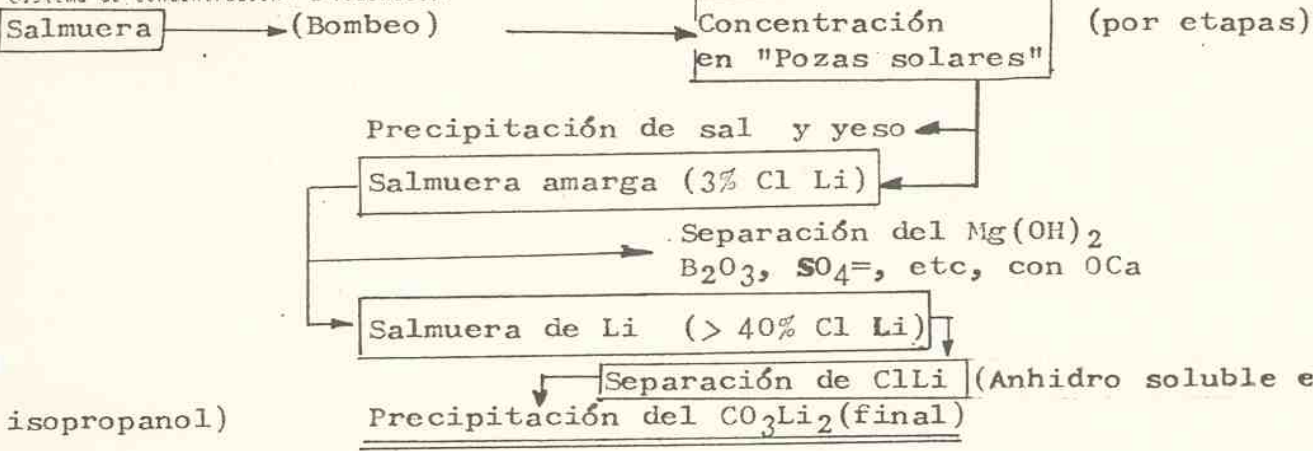 Salmuera (Bombeo) Concentración (por etapas)
en "Pozas solares"
Precipitación de sal y yeso
Salmuera amarga (3% Cl Li)
Separación del Mg(OH)2
B2O3, SO4=, etc, con OCa
Salmuera de Li (> 40% Cl Li)
Separación de ClLi (Anhidro soluble e
isopropanol) Precipitación del CO3Li2(final)